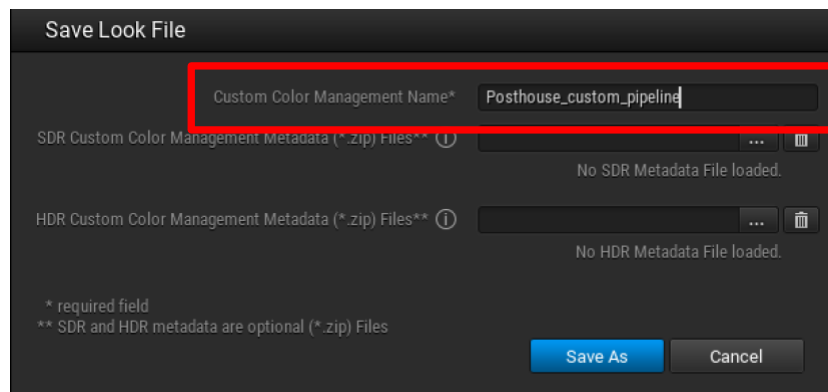 Save Look File
Custom Color Management Name*
Posthouse_custom_pipeline
SDR Custom Color Management Metadata (*.zip) Files** ⓘ
...
No SDR Metadata File loaded.
HDR Custom Color Management Metadata (*.zip) Files** ⓘ
...
No HDR Metadata File loaded.
* required field
** SDR and HDR metadata are optional (*.zip) Files
Save As
Cancel